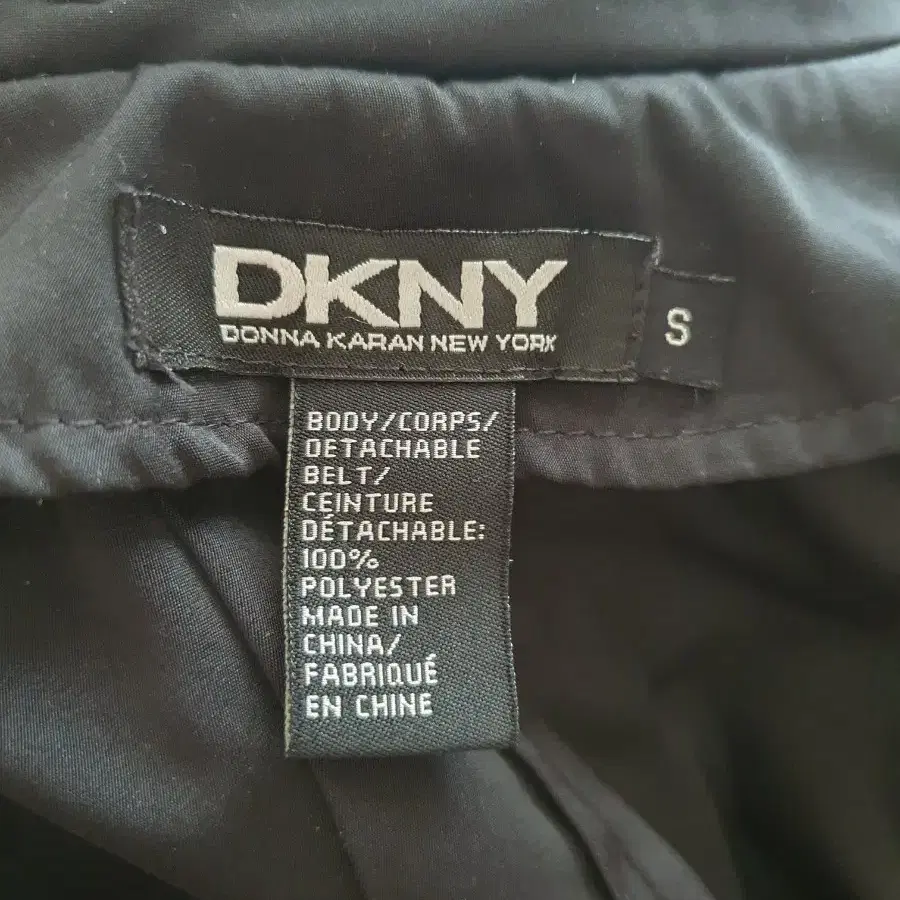 DKNY
DONNA KARAN NEW YORK
S
BODY/CORPS/
DETACHABLE
BELT/
CEINTURE
DÉTACHABLE:
100%
POLYESTER
MADE IN
CHINA/
FABRIQUÉ
EN CHINE